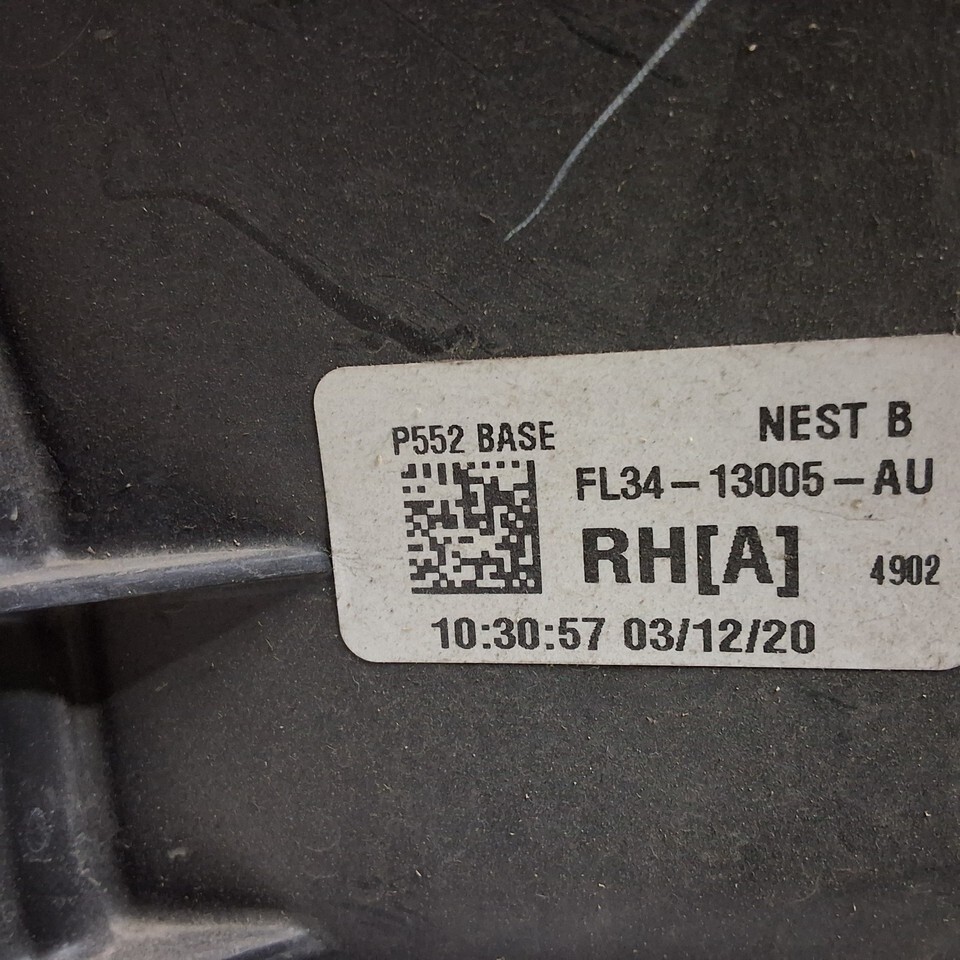 P552 BASE NEST B
FL34-13005-AU
RH[A] 4902
10:30:57 03/12/20